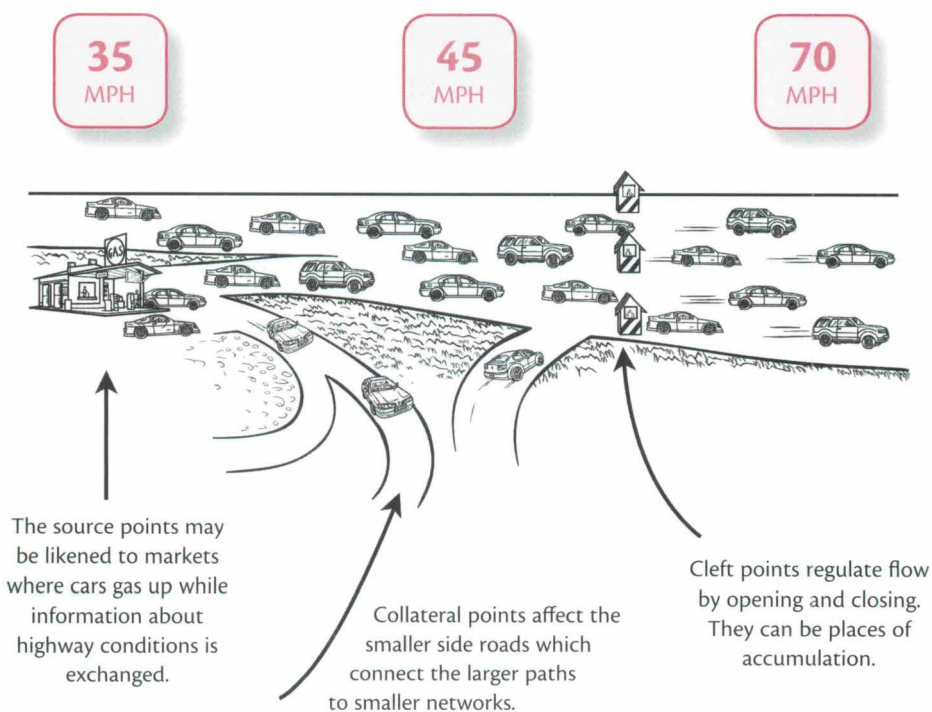 35
MPH
45
MPH
70
MPH
GAS
The source points may
be likened to markets
where cars gas up while
information about
highway conditions is
exchanged.
Collateral points affect the
smaller side roads which
connect the larger paths
to smaller networks.
Cleft points regulate flow
by opening and closing.
They can be places of
accumulation.